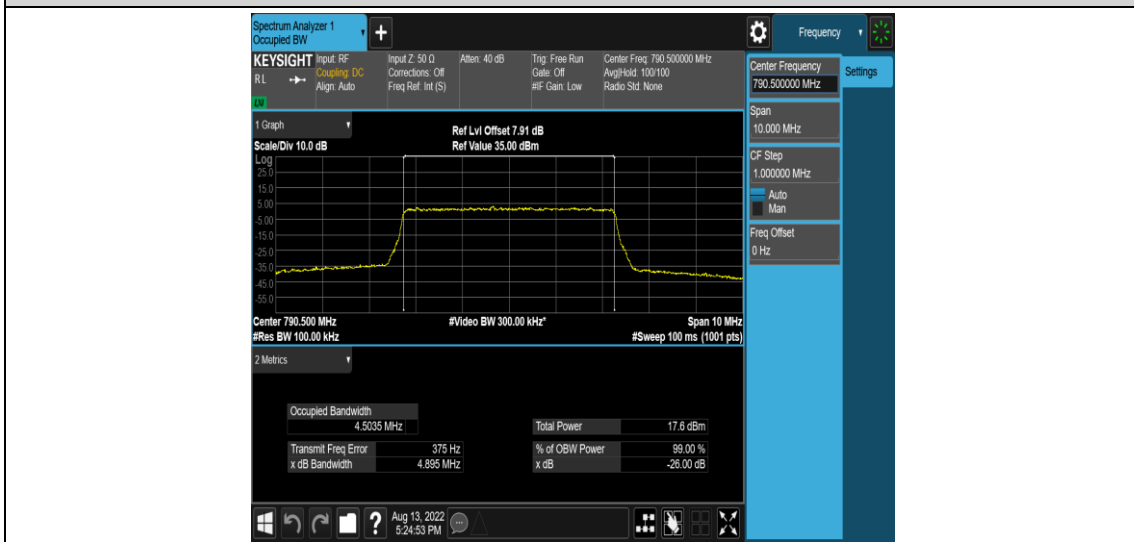 Spectrum Analyzer 1
Occupied BW
+
Frequency
KEYSIGHT
RL
Input: RF
Coupling: DC
Align: Auto
Input Z: 50 Ω
Corrections: Off
Freq Ref: Int (S)
Atten: 40 dB
Trig: Free Run
Gate: Off
#IF Gain: Low
Center Freq: 790.500000 MHz
Avg|Hold: 100/100
Radio Std: None
Center Frequency
790.500000 MHz
Settings
Span
10.000 MHz
CF Step
1.000000 MHz
Auto
Man
Freq Offset
0 Hz
1 Graph
Scale/Div 10.0 dB
Ref Lvl Offset 7.91 dB
Ref Value 35.00 dBm
Log
25.0
15.0
5.00
-5.00
-15.0
-25.0
-35.0
-45.0
-55.0
Center 790.500 MHz
#Video BW 300.00 kHz*
Span 10 MHz
#Res BW 100.00 kHz
#Sweep 100 ms (1001 pts)
2 Metrics
Occupied Bandwidth
4.5035 MHz
Total Power 17.6 dBm
Transmit Freq Error 375 Hz
% of OBW Power 99.00 %
x dB Bandwidth 4.895 MHz
x dB -26.00 dB
?
Aug 13, 2022
5:24:53 PM